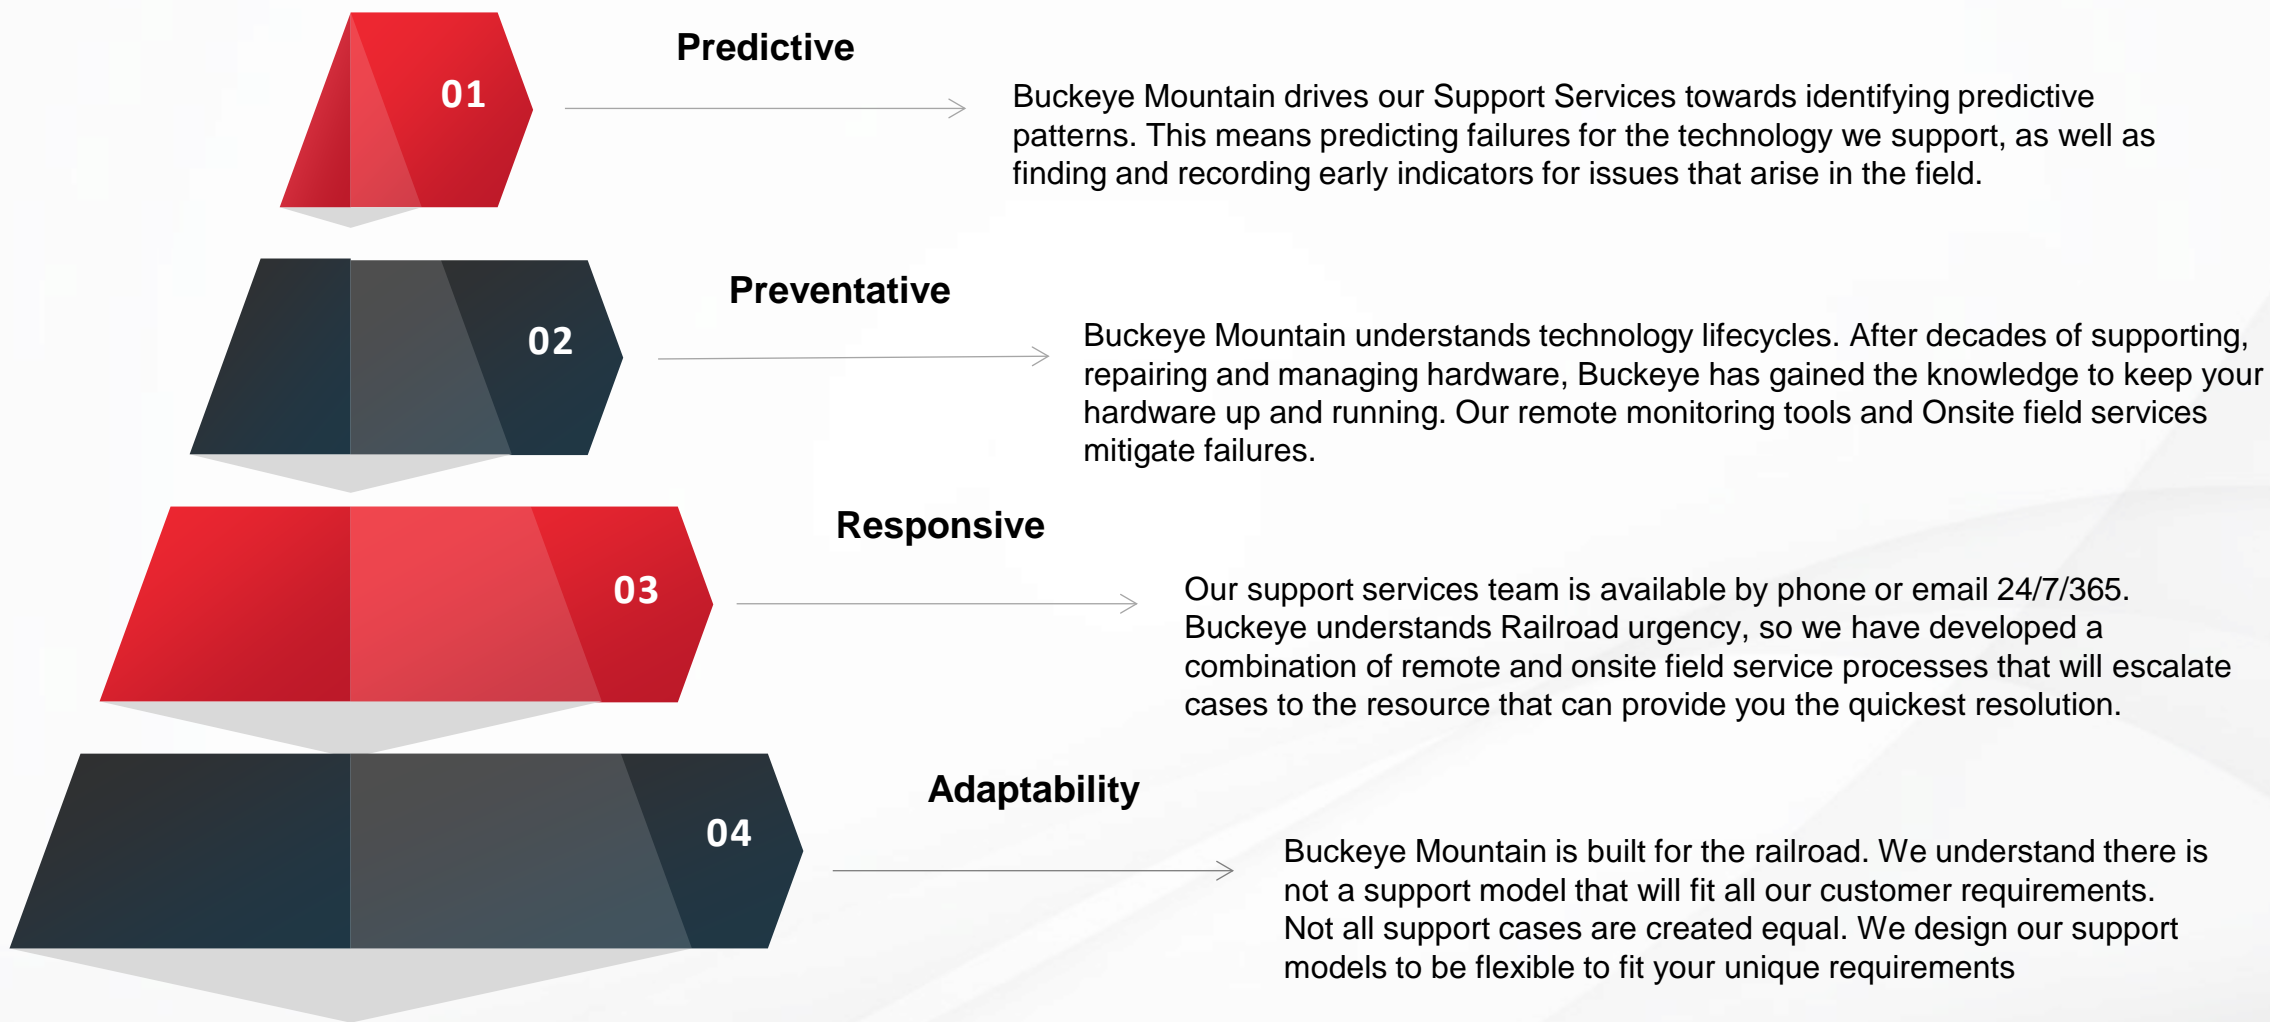 01
Predictive
Buckeye Mountain drives our Support Services towards identifying predictive
patterns. This means predicting failures for the technology we support, as well as
finding and recording early indicators for issues that arise in the field.
02
Preventative
Buckeye Mountain understands technology lifecycles. After decades of supporting,
repairing and managing hardware, Buckeye has gained the knowledge to keep your
hardware up and running. Our remote monitoring tools and Onsite field services
mitigate failures.
03
Responsive
Our support services team is available by phone or email 24/7/365.
Buckeye understands Railroad urgency, so we have developed a
combination of remote and onsite field service processes that will escalate
cases to the resource that can provide you the quickest resolution.
04
Adaptability
Buckeye Mountain is built for the railroad. We understand there is
not a support model that will fit all our customer requirements.
Not all support cases are created equal. We design our support
models to be flexible to fit your unique requirements